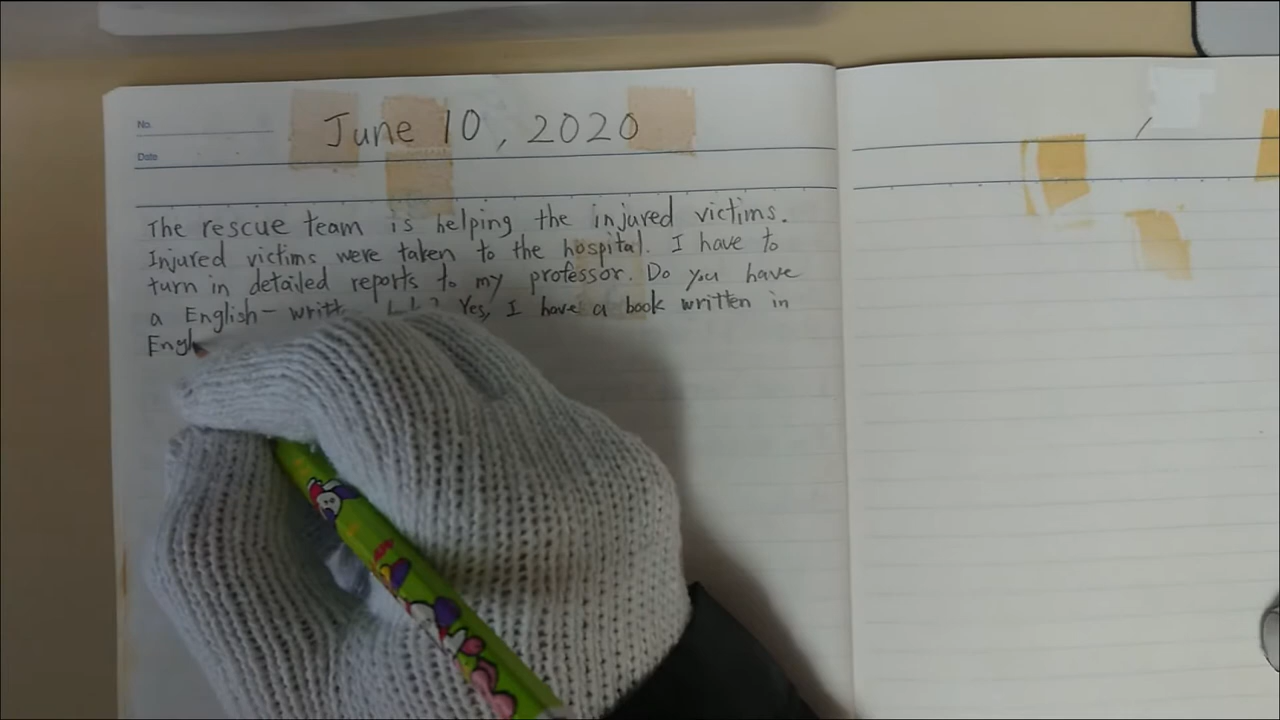 No.
June 10, 2020
Date
The rescue team is helping the injured victims.
Injured victims were taken to the hospital. I have to
turn in detailed reports to my professor. Do you have
a English- Yes, I have a book written in